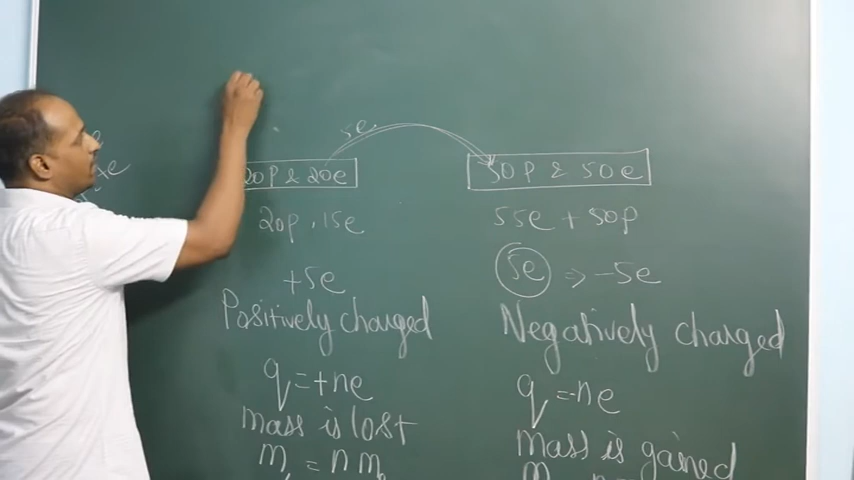 5e
20p & 20e
50p & 50e
20p, 15e
55e + 50p
+5e
5e ⇒ -5e
Positively charged
Negatively charged
q = +ne
q = -ne
mass is lost
mass is gained
m = n m
m